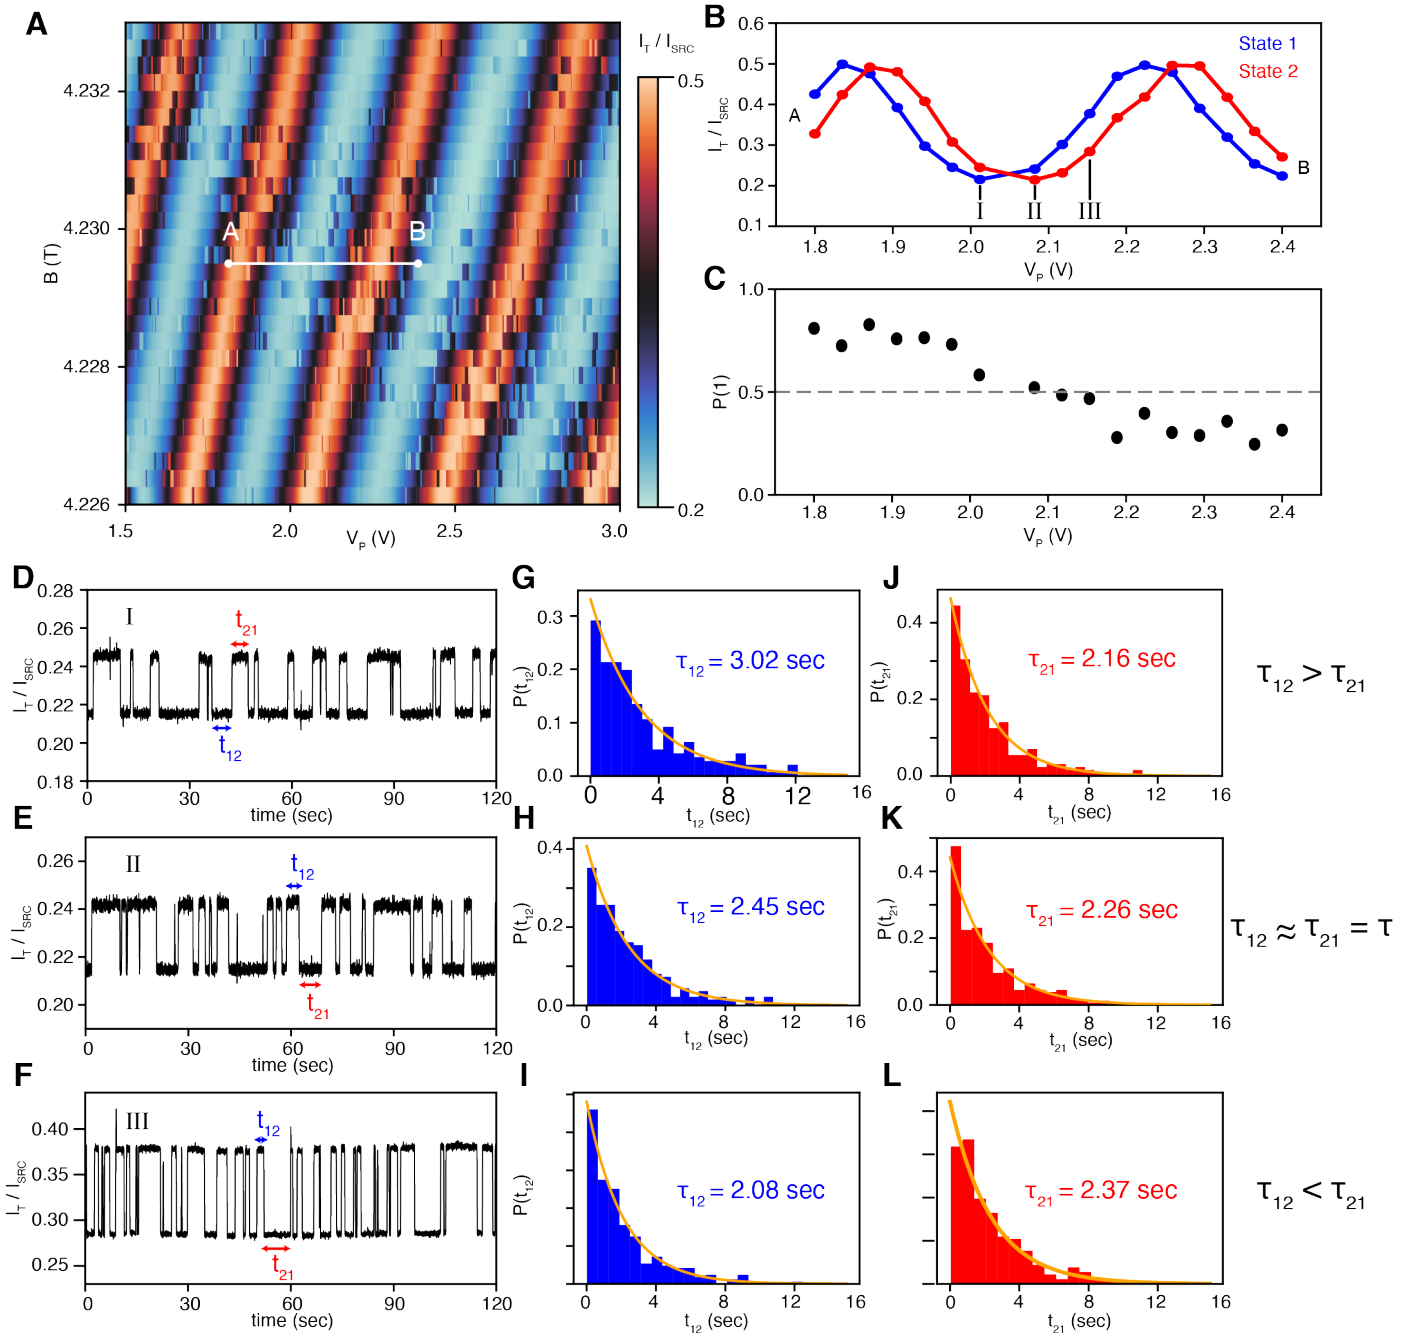 A
I_T / I_SRC
0.5
0.2
4.232
4.230
4.228
4.226
B (T)
A
B
1.5
2.0
2.5
3.0
V_P (V)
B
0.6
0.5
0.4
0.3
0.2
0.1
I_T / I_SRC
State 1
State 2
A
B
I
II
III
1.8
1.9
2.0
2.1
2.2
2.3
2.4
V_P (V)
C
1.0
0.5
0.0
P(1)
1.8
1.9
2.0
2.1
2.2
2.3
2.4
V_P (V)
D
0.28
0.26
0.24
0.22
0.20
0.18
I_T / I_SRC
I
t_21
t_12
0
30
60
90
120
time (sec)
G
0.3
0.2
0.1
0.0
P(t_12)
τ_12 = 3.02 sec
0
4
8
12
16
t_12 (sec)
J
0.4
0.2
0.0
P(t_21)
τ_21 = 2.16 sec
0
4
8
12
16
t_21 (sec)
τ_12 > τ_21
E
0.26
0.24
0.22
0.20
I_T / I_SRC
II
t_12
t_21
0
30
60
90
120
time (sec)
H
0.4
0.2
0.0
P(t_12)
τ_12 = 2.45 sec
0
4
8
12
16
t_12 (sec)
K
0.4
0.2
0.0
P(t_21)
τ_21 = 2.26 sec
0
4
8
12
16
t_21 (sec)
τ_12 ≈ τ_21 = τ
F
0.40
0.35
0.30
0.25
I_T / I_SRC
III
t_12
t_21
0
30
60
90
120
time (sec)
I
P(t_12)
τ_12 = 2.08 sec
0
4
8
12
16
t_12 (sec)
L
τ_21 = 2.37 sec
0
4
8
12
16
t_21 (sec)
τ_12 < τ_21